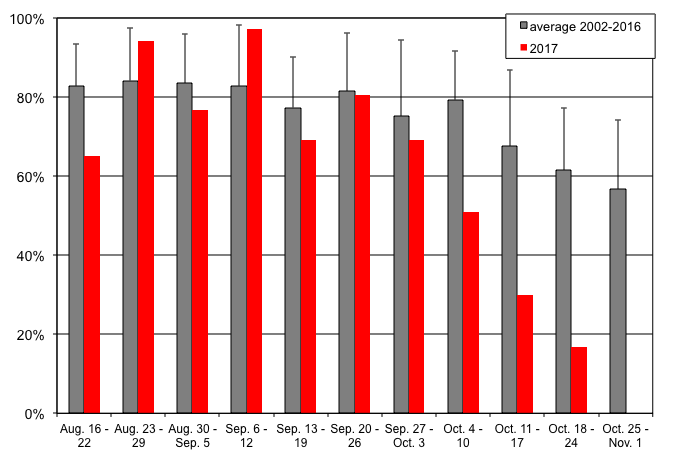 100%
average 2002-2016
2017
80%
60%
40%
20%
0%
Aug. 16 -
22
Aug. 23 -
29
Aug. 30 -
Sep. 5
Sep. 6 -
12
Sep. 13 -
19
Sep. 20 -
26
Sep. 27 -
Oct. 3
Oct. 4 -
10
Oct. 11 -
17
Oct. 18 -
24
Oct. 25 -
Nov. 1